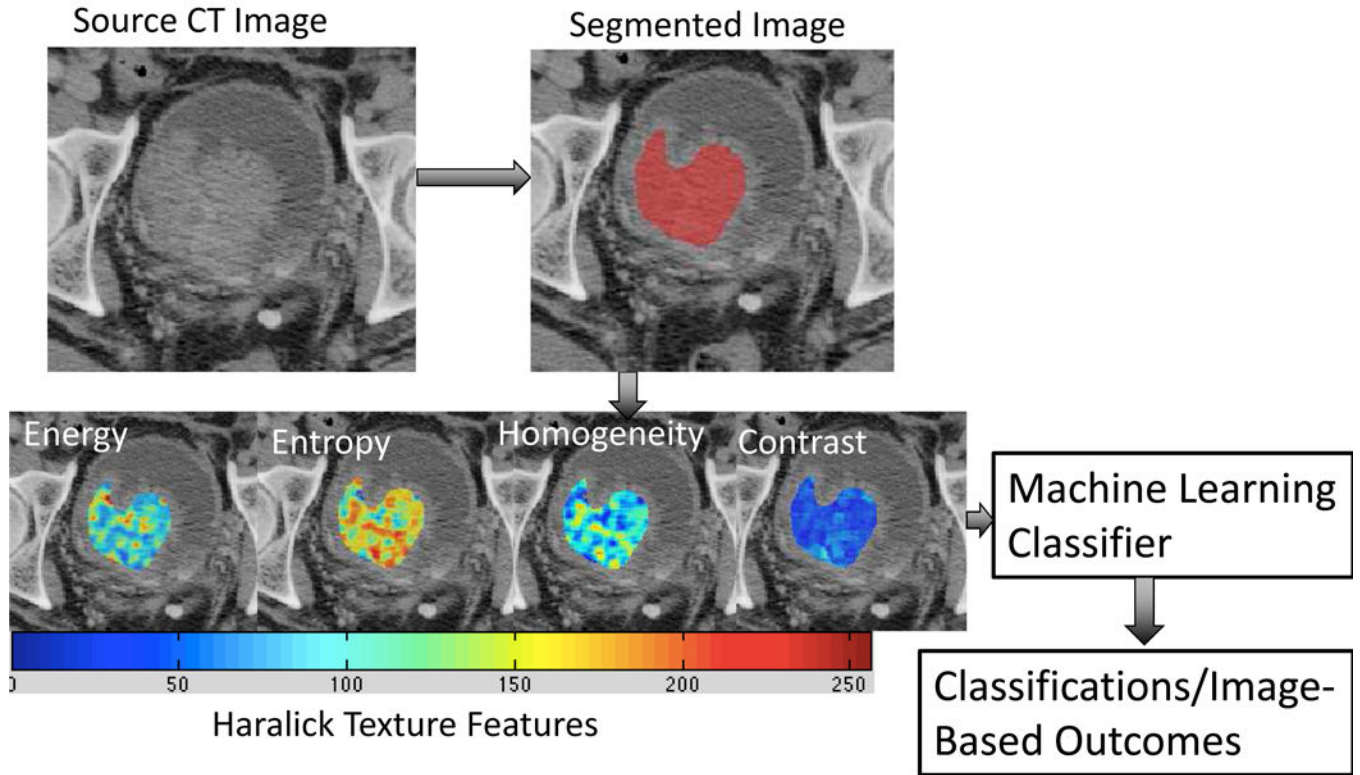 Source CT Image
Segmented Image
Energy
Entropy
Homogeneity
Contrast
Machine Learning
Classifier
0 50 100 150 200 250
Haralick Texture Features
Classifications/Image-
Based Outcomes